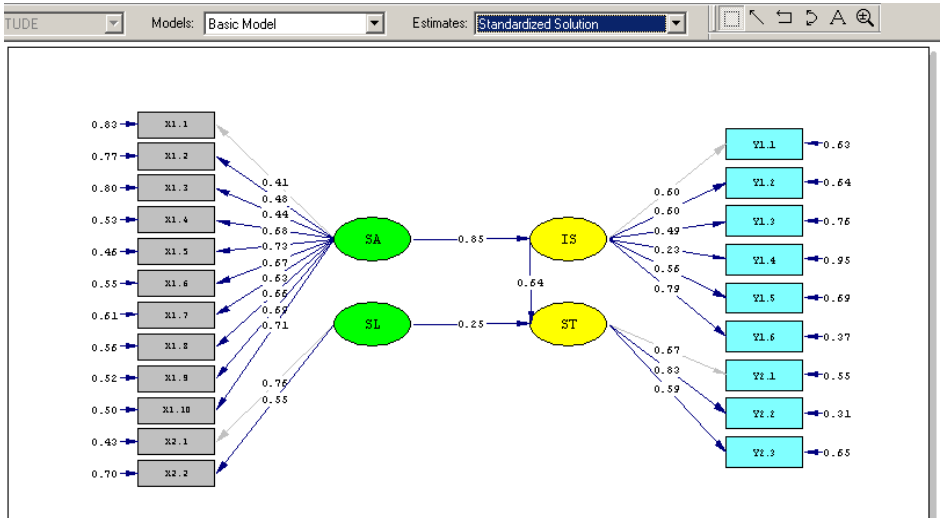 TUDE Models: Basic Model Estimates: Standardized Solution A
0.83 X1.1
0.77 X1.2
0.80 X1.3
0.53 X1.4
0.46 X1.5
0.55 X1.6
0.61 X1.7
0.56 X1.8
0.52 X1.9
0.50 X1.10
0.43 X2.1
0.70 X2.2
0.41
0.48
0.44
0.68
0.73
0.67
0.63
0.66
0.69
0.71
0.76
0.55
SA 0.85 IS
0.64
SL 0.25 ST
0.60
0.60
0.49
0.23
0.56
0.79
0.67
0.83
0.59
Y1.1 0.63
Y1.2 0.64
Y1.3 0.76
Y1.4 0.95
Y1.5 0.69
Y1.6 0.37
Y2.1 0.55
Y2.2 0.31
Y2.3 0.65